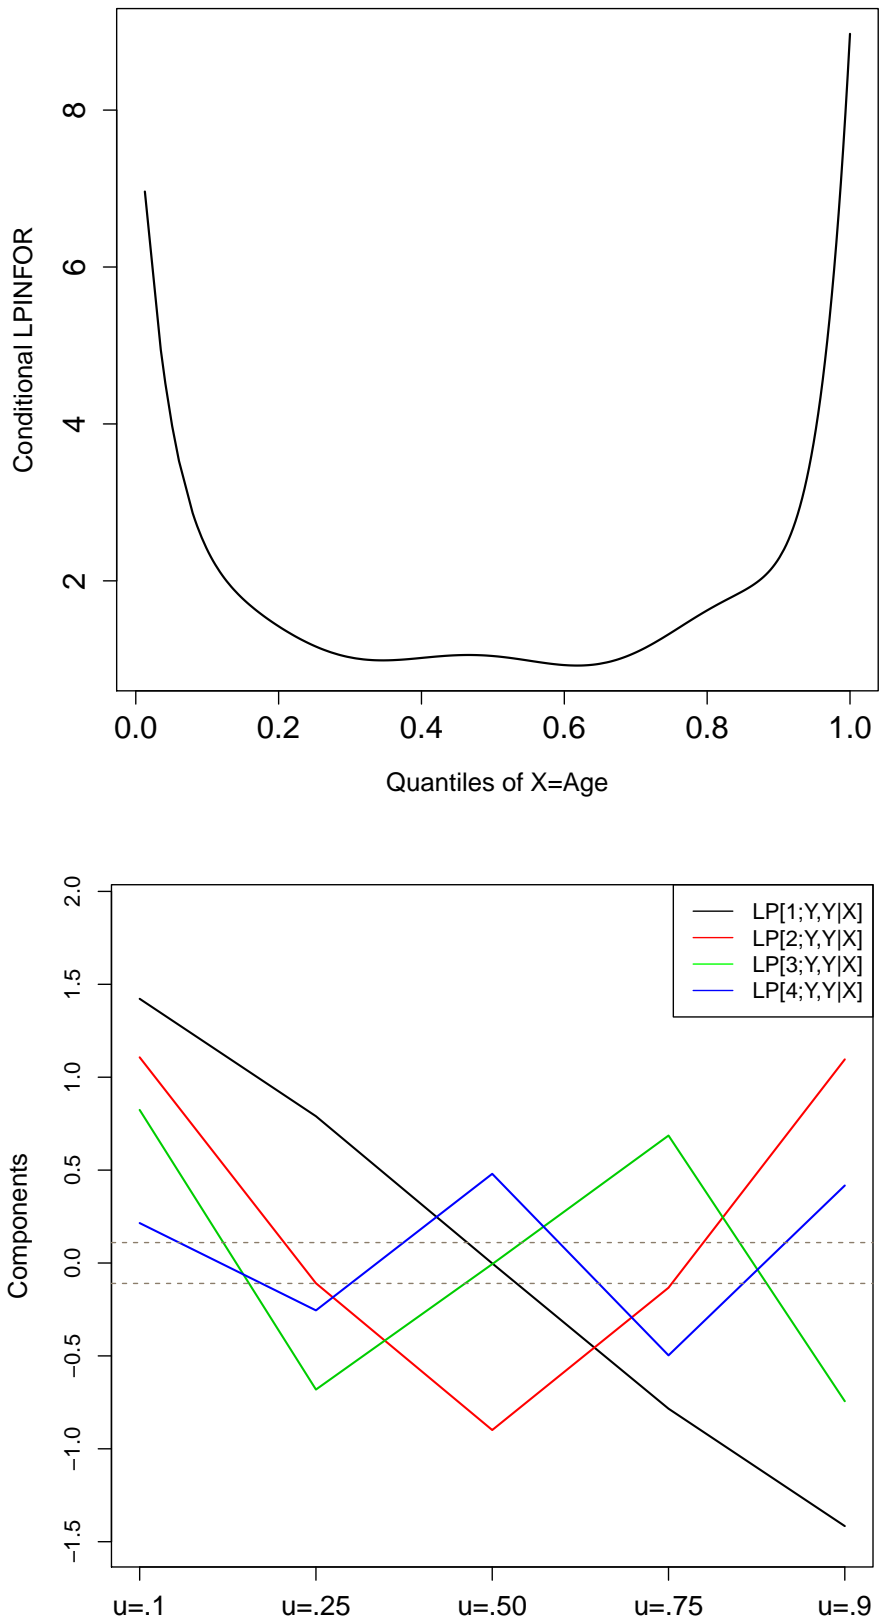 8
6
4
2
Conditional LPINFOR
0.0 0.2 0.4 0.6 0.8 1.0
Quantiles of X=Age
2.0
1.5
1.0
0.5
0.0
−0.5
−1.0
−1.5
Components
LP[1;Y,Y|X]
LP[2;Y,Y|X]
LP[3;Y,Y|X]
LP[4;Y,Y|X]
u=.1 u=.25 u=.50 u=.75 u=.9